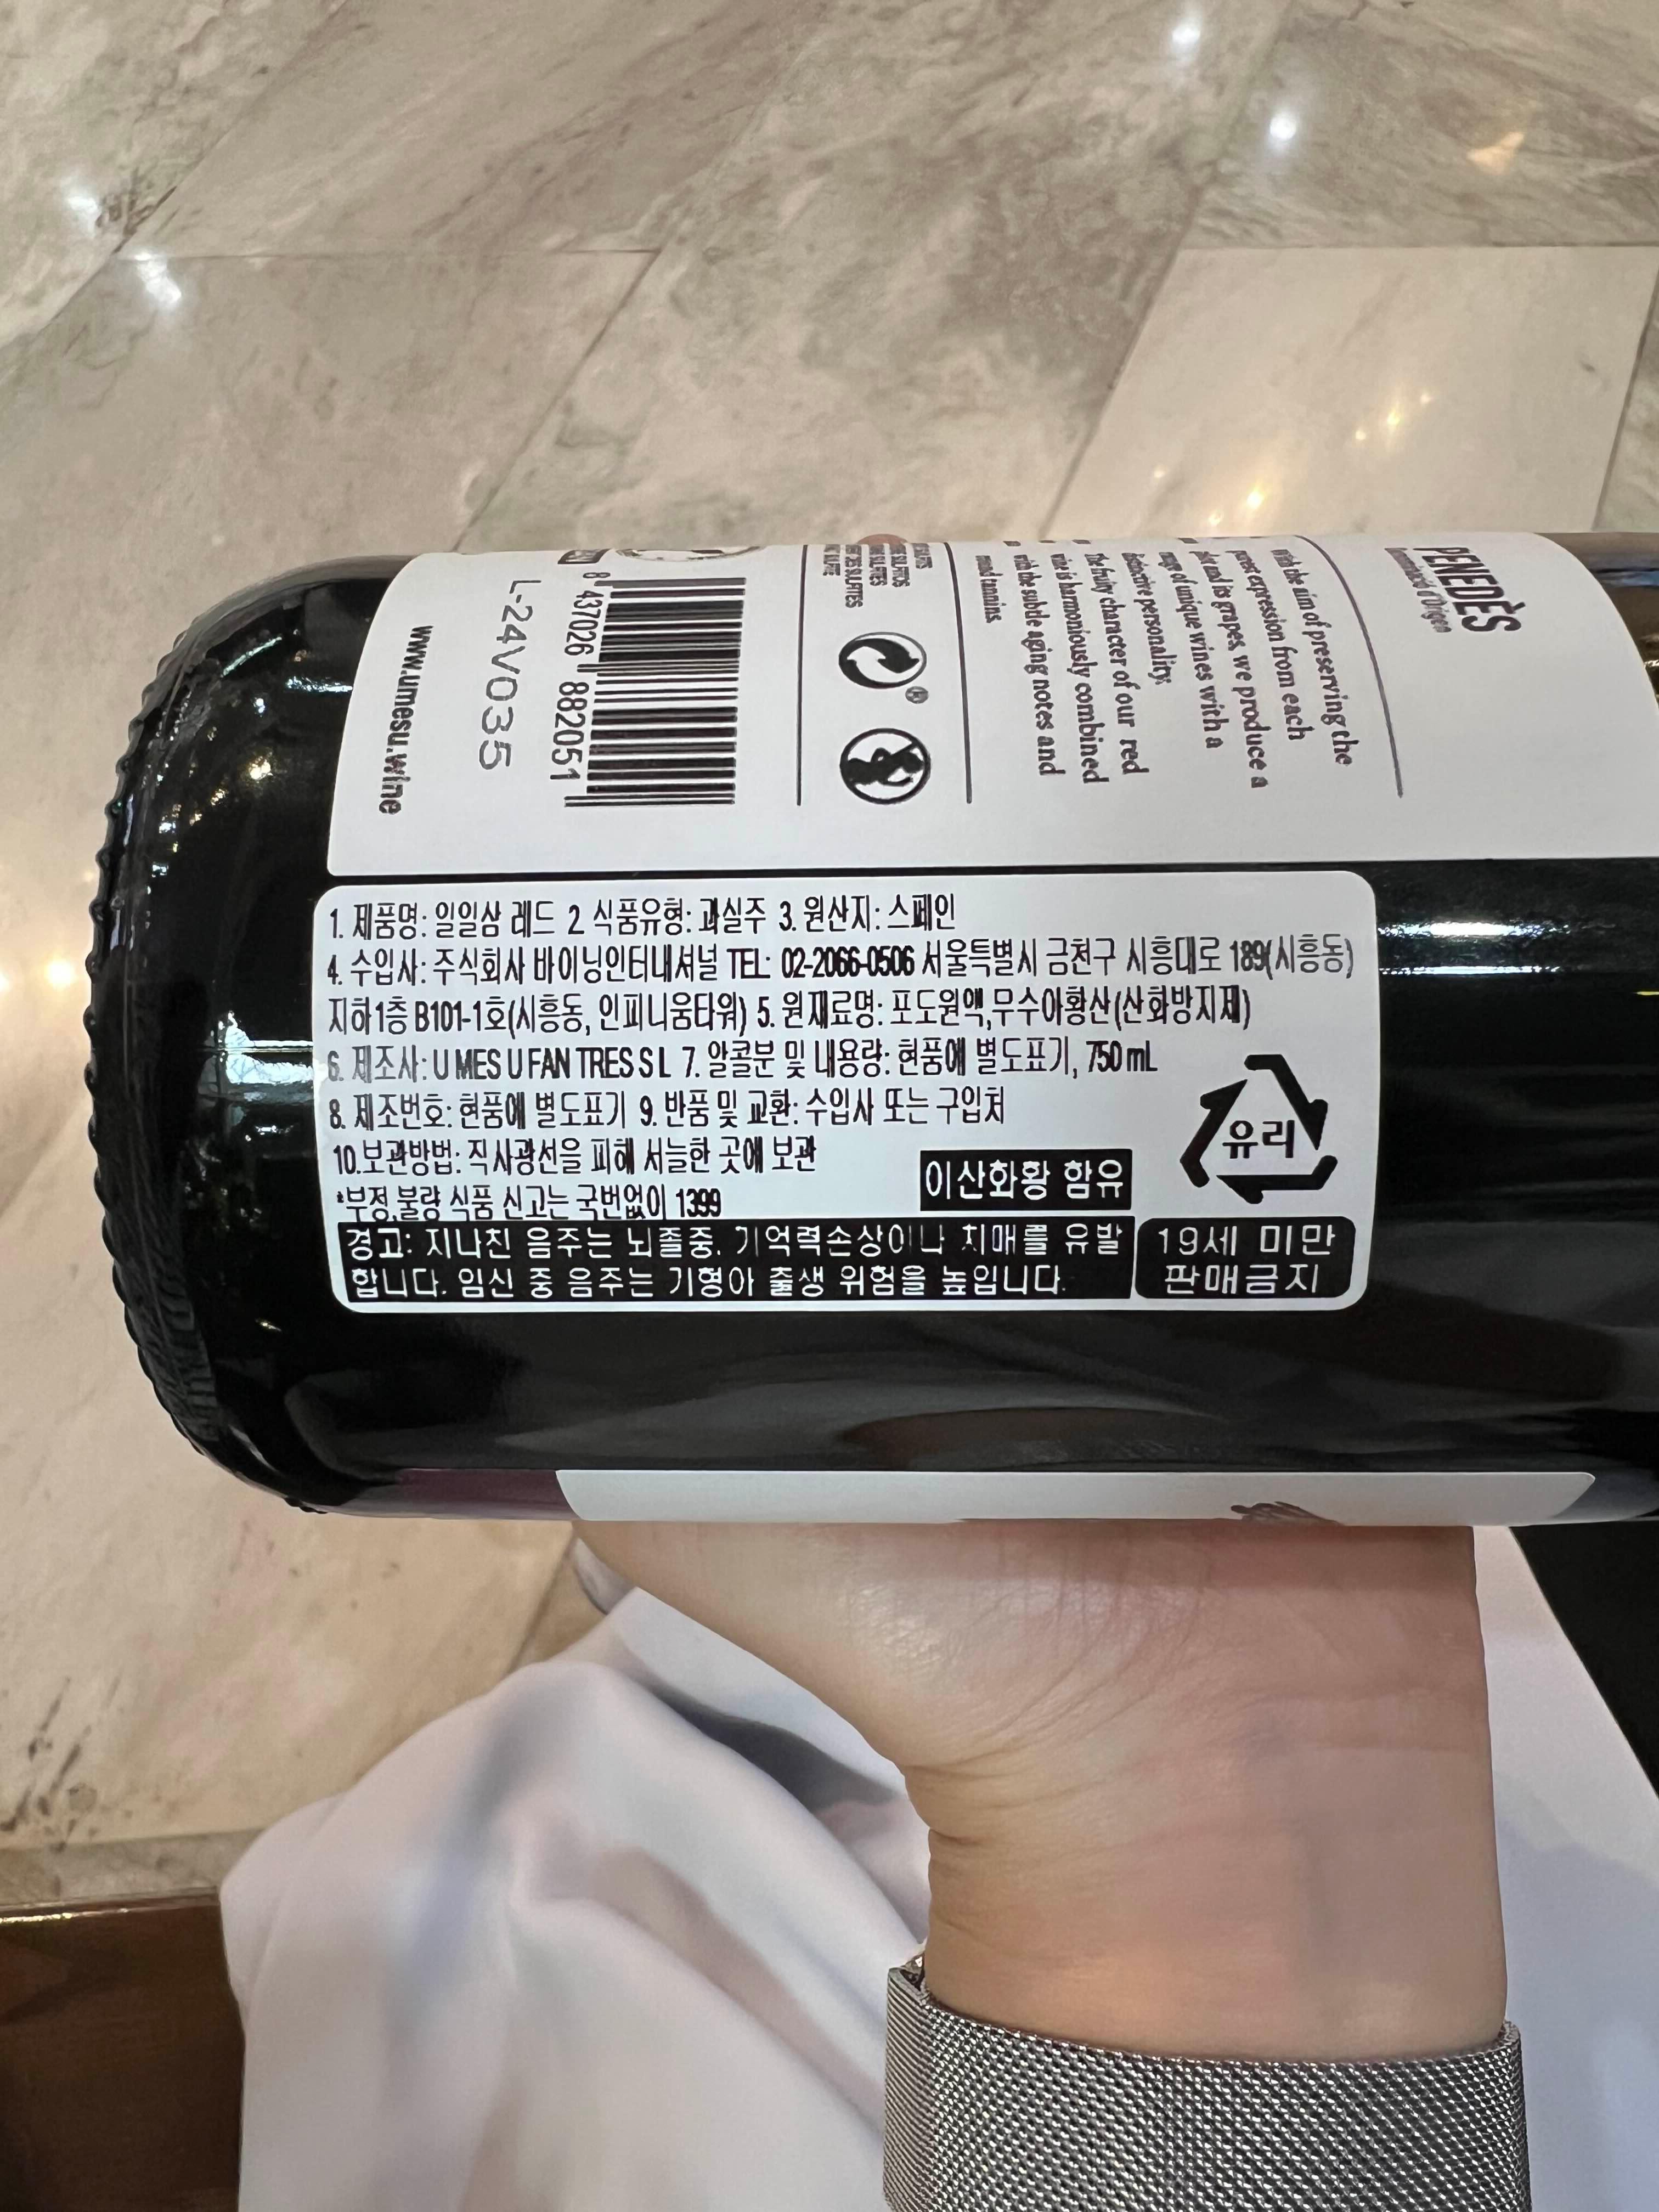 PENEDÈS
Denominació d'Origen
With the aim of preserving the
purest expression from each
plot and its grapes, we produce a
range of unique wines with a
distinctive personality.
The fruity character of our red
wine is harmoniously combined
with the subtle aging notes and
round tannins.
8 437026 882051
L-24V035
www.umesu.wine
1. 제품명: 일일삼 레드 2. 식품유형: 과실주 3. 원산지: 스페인
4. 수입사: 주식회사 바이닝인터내셔널 TEL: 02-2066-0506 서울특별시 금천구 시흥대로 189(시흥동)
지하1층 B101-1호(시흥동, 인피니움타워) 5. 원재료명: 포도원액,무수아황산(산화방지제)
6. 제조사: U MES U FAN TRES S L 7. 알콜분 및 내용량: 현품에 별도표기, 750 mL
8. 제조번호: 현품에 별도표기 9. 반품 및 교환: 수입사 또는 구입처
10.보관방법: 직사광선을 피해 서늘한 곳에 보관
*부정,불량 식품 신고는 국번없이 1399
이산화황 함유
유리
경고: 지나친 음주는 뇌졸중, 기억력손상이나 치매를 유발
합니다. 임신 중 음주는 기형아 출생 위험을 높입니다.
19세 미만
판매금지